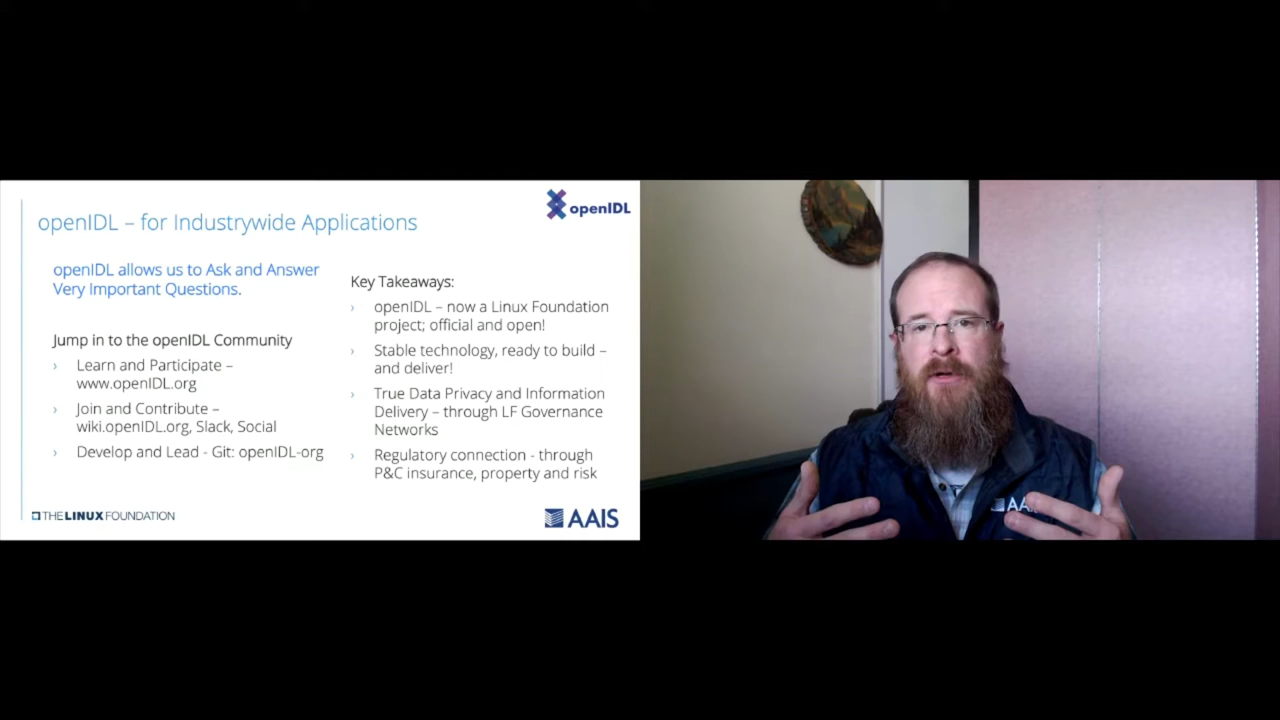 openIDL – for Industrywide Applications
openIDL
openIDL allows us to Ask and Answer
Very Important Questions.
Jump in to the openIDL Community
› Learn and Participate –
www.openIDL.org
› Join and Contribute –
wiki.openIDL.org, Slack, Social
› Develop and Lead - Git: openIDL-org
Key Takeaways:
› openIDL – now a Linux Foundation
project; official and open!
› Stable technology, ready to build –
and deliver!
› True Data Privacy and Information
Delivery – through LF Governance
Networks
› Regulatory connection - through
P&C insurance, property and risk
THE LINUX FOUNDATION
AAIS